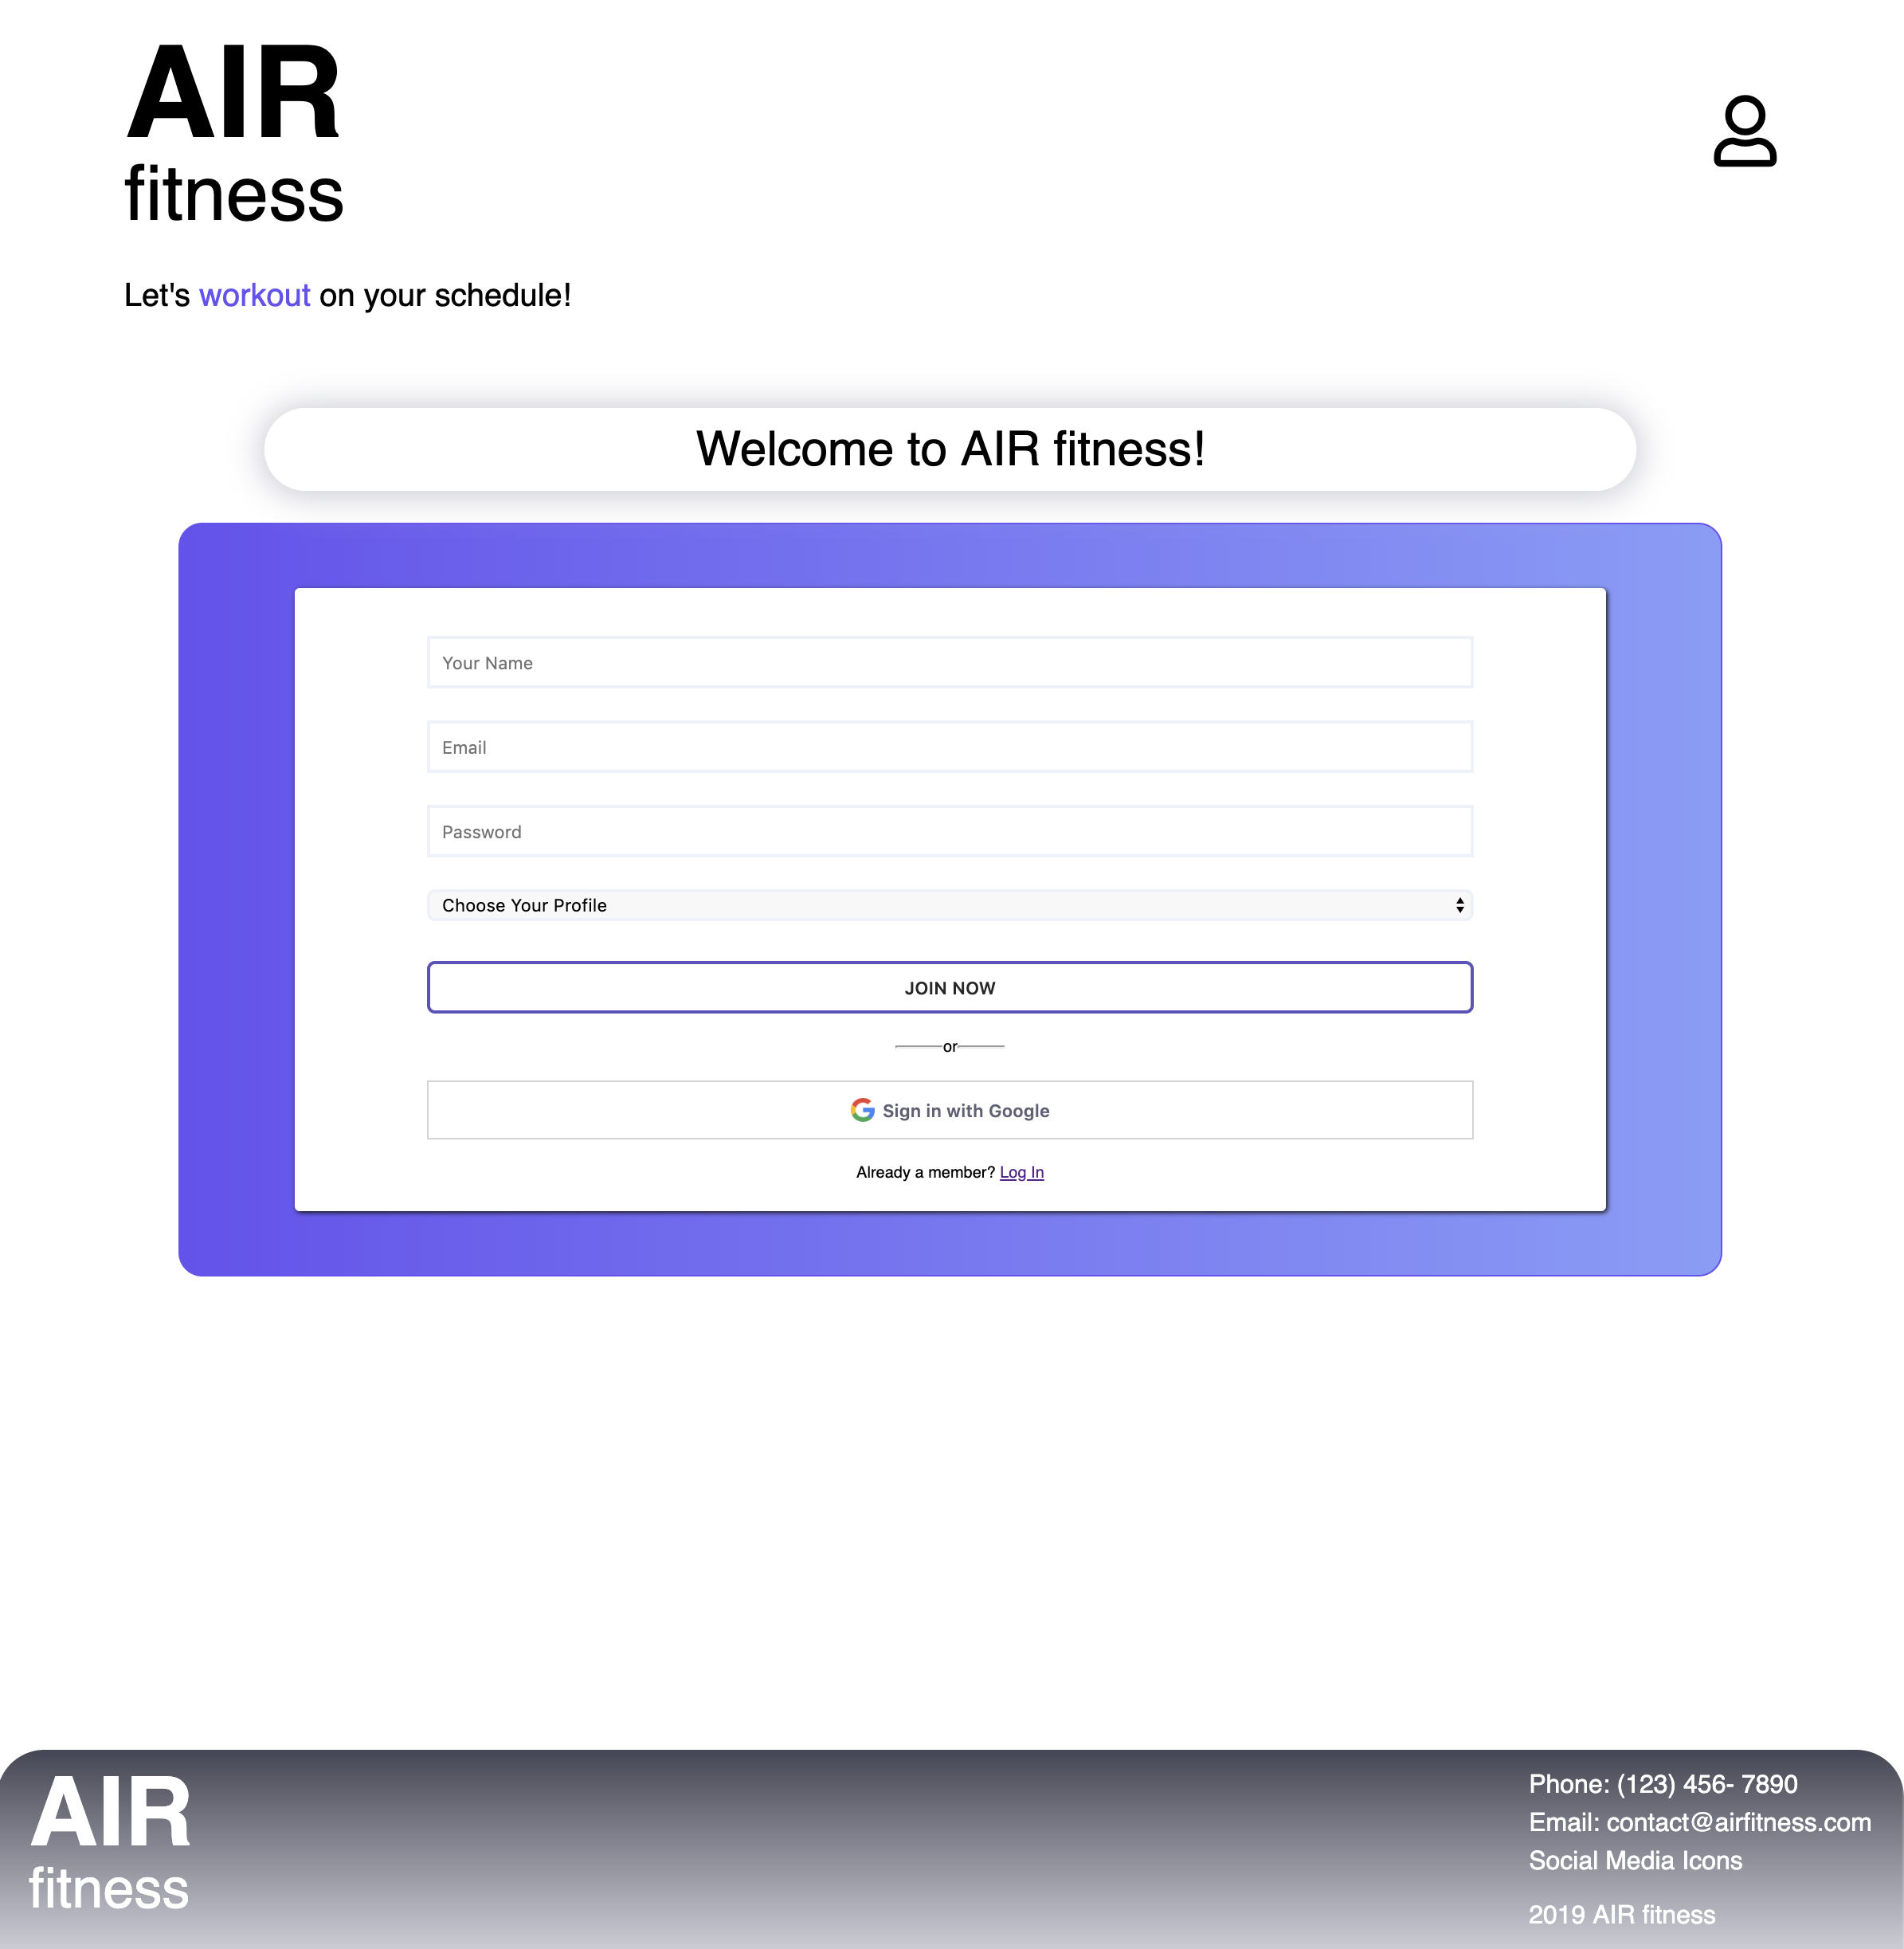 AIR
fitness
Let's workout on your schedule!
Welcome to AIR fitness!
Your Name
Email
Password
Choose Your Profile
JOIN NOW
or
Sign in with Google
Already a member? Log In
AIR
fitness
Phone: (123) 456- 7890
Email: contact@airfitness.com
Social Media Icons
2019 AIR fitness